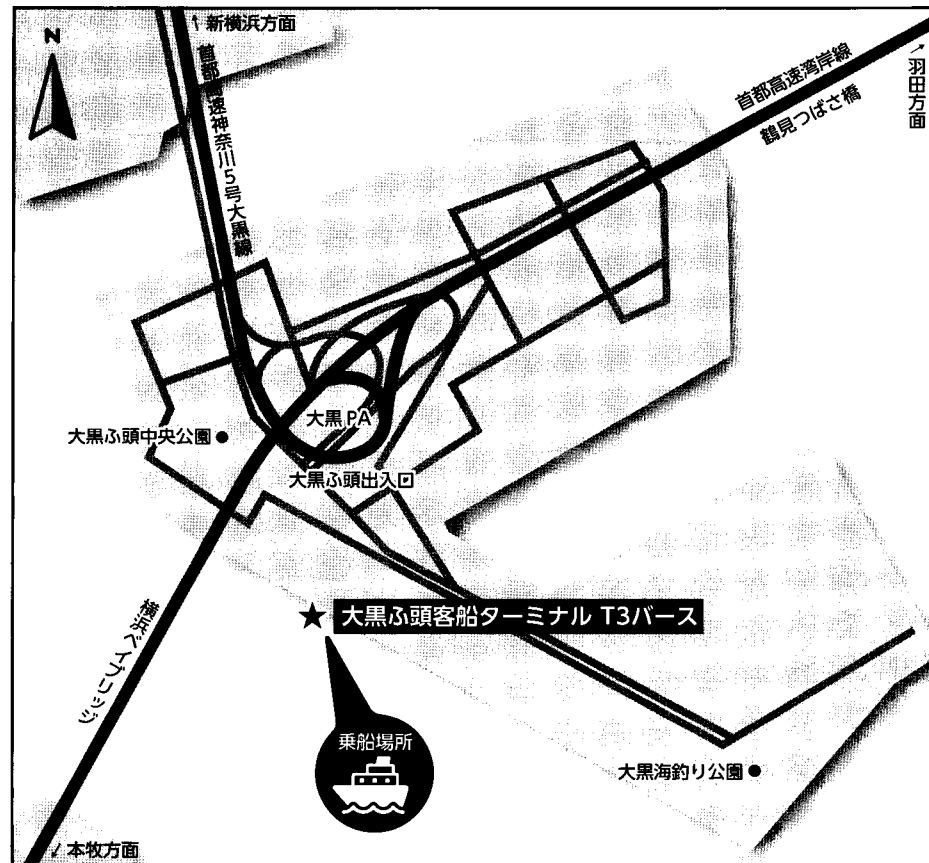 N
↑ 新横浜方面
首都高速神奈川5号大黒線
首都高速湾岸線
鶴見つばさ橋
↑羽田方面
大黒PA
大黒ふ頭中央公園●
大黒ふ頭出入口
★ 大黒ふ頭客船ターミナル T3バース
横浜ベイブリッジ
乗船場所
大黒海釣り公園●
↓本牧方面